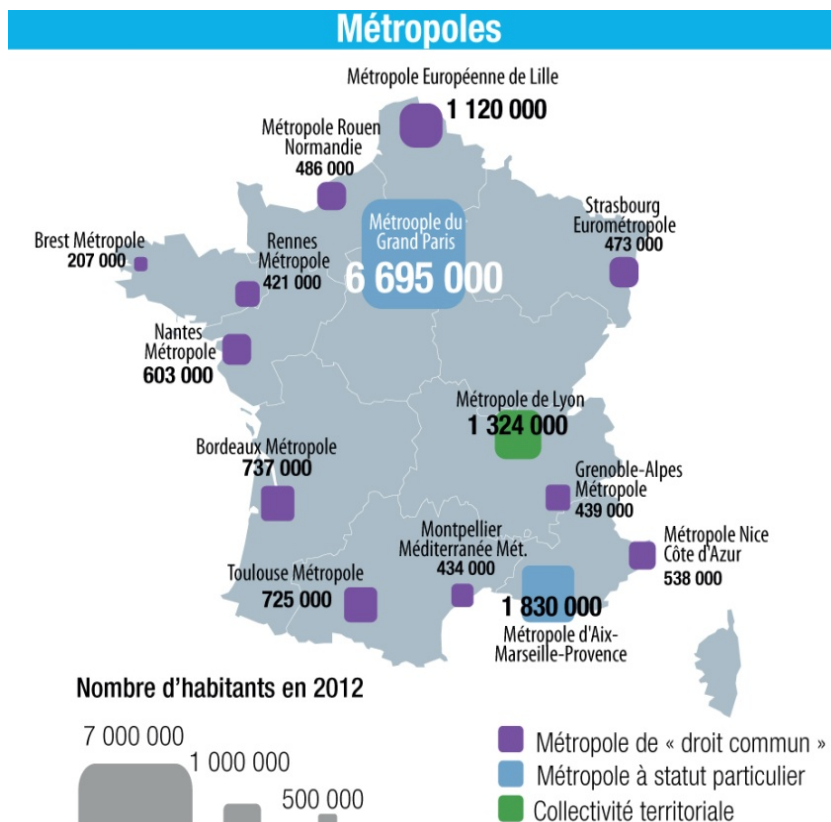 Métropoles
Métropole Européenne de Lille
1 120 000
Métropole Rouen
Normandie
486 000
Métroople du
Grand Paris
6 695 000
Strasbourg
Eurométropole
473 000
Brest Métropole
207 000
Rennes
Métropole
421 000
Nantes
Métropole
603 000
Métropole de Lyon
1 324 000
Bordeaux Métropole
737 000
Grenoble-Alpes
Métropole
439 000
Montpellier
Méditerranée Mét.
434 000
Métropole Nice
Côte d'Azur
538 000
Toulouse Métropole
725 000
1 830 000
Métropole d'Aix-
Marseille-Provence
Nombre d'habitants en 2012
7 000 000
1 000 000
500 000
Métropole de « droit commun »
Métropole à statut particulier
Collectivité territoriale